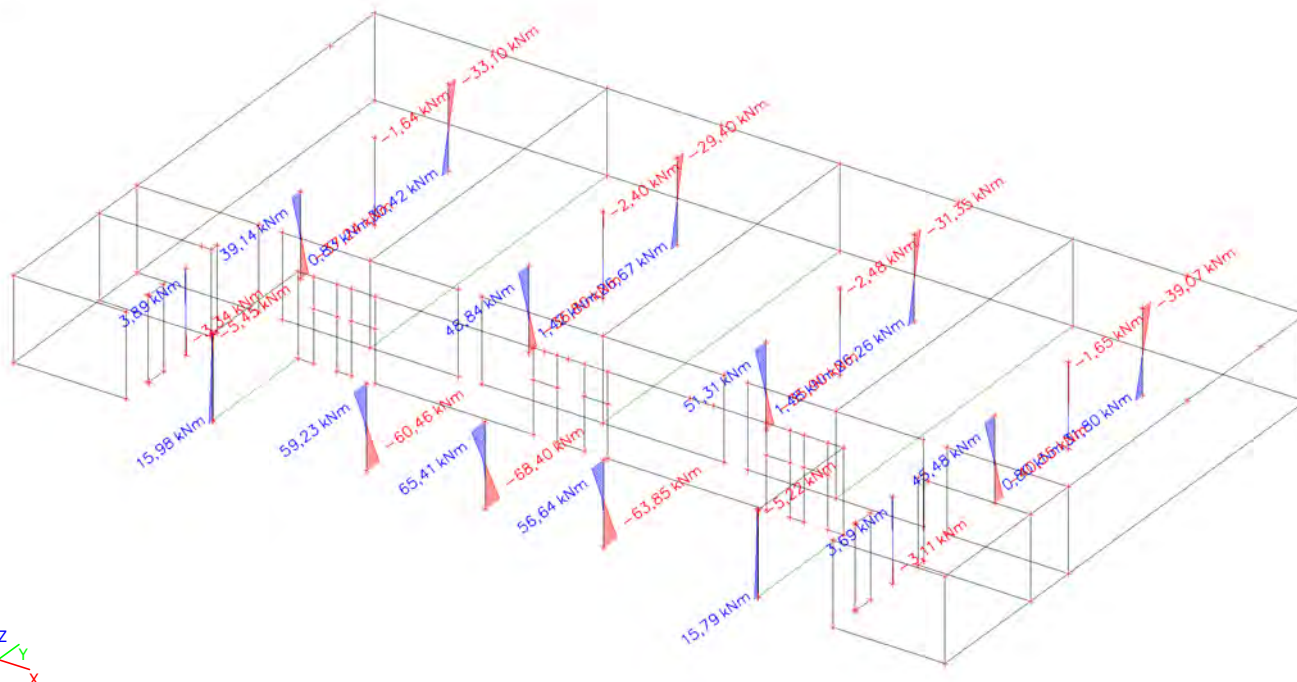 -33,10 kNm
-1,64 kNm
-29,40 kNm
-2,40 kNm
-31,35 kNm
39,14 kNm
-2,48 kNm
-39,07 kNm
3,89 kNm
-3,34 kNm
-5,45 kNm
48,84 kNm
51,31 kNm
-1,65 kNm
15,98 kNm
59,23 kNm
-60,46 kNm
65,41 kNm
-68,40 kNm
45,48 kNm
56,64 kNm
-63,85 kNm
-5,22 kNm
3,69 kNm
-3,11 kNm
15,79 kNm
Z
Y
X